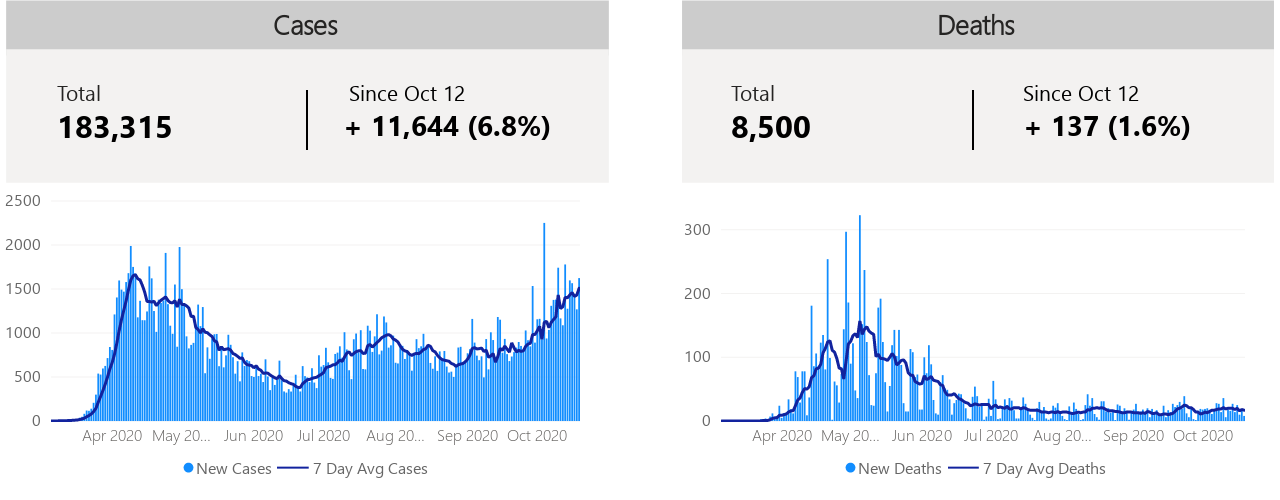 Cases
Total
183,315
Since Oct 12
+ 11,644 (6.8%)
2500
2000
1500
1000
500
0
Apr 2020 May 20... Jun 2020 Jul 2020 Aug 20... Sep 2020 Oct 2020
New Cases 7 Day Avg Cases
Deaths
Total
8,500
Since Oct 12
+ 137 (1.6%)
300
200
100
0
Apr 2020 May 20... Jun 2020 Jul 2020 Aug 20... Sep 2020 Oct 2020
New Deaths 7 Day Avg Deaths